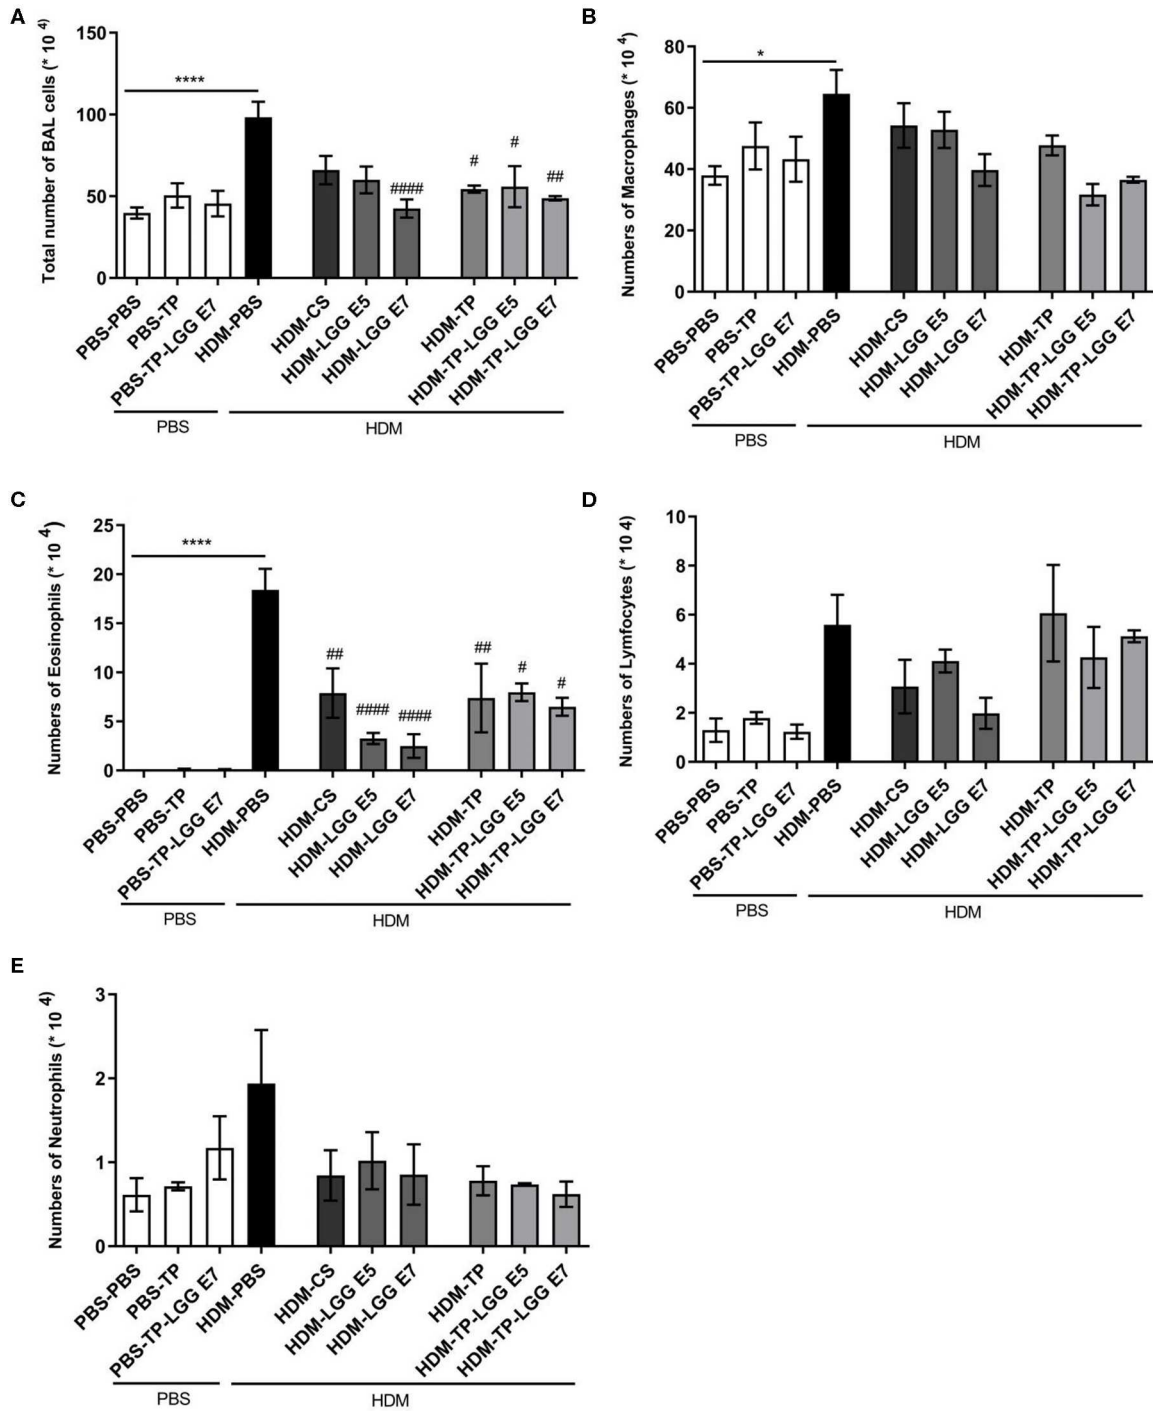 A
Total number of BAL cells (* 10 4)
150
100
50
0
****
####
#
#
##
PBS-PBS
PBS-TP
PBS-TP-LGG E7
HDM-PBS
HDM-CS
HDM-LGG E5
HDM-LGG E7
HDM-TP
HDM-TP-LGG E5
HDM-TP-LGG E7
PBS
HDM
B
Numbers of Macrophages (* 10 4)
80
60
40
20
0
*
PBS-PBS
PBS-TP
PBS-TP-LGG E7
HDM-PBS
HDM-CS
HDM-LGG E5
HDM-LGG E7
HDM-TP
HDM-TP-LGG E5
HDM-TP-LGG E7
PBS
HDM
C
Numbers of Eosinophils (* 10 4)
25
20
15
10
5
0
****
##
####
####
##
#
#
PBS-PBS
PBS-TP
PBS-TP-LGG E7
HDM-PBS
HDM-CS
HDM-LGG E5
HDM-LGG E7
HDM-TP
HDM-TP-LGG E5
HDM-TP-LGG E7
PBS
HDM
D
Numbers of Lymfocytes (* 10 4)
10
8
6
4
2
0
PBS-PBS
PBS-TP
PBS-TP-LGG E7
HDM-PBS
HDM-CS
HDM-LGG E5
HDM-LGG E7
HDM-TP
HDM-TP-LGG E5
HDM-TP-LGG E7
PBS
HDM
E
Numbers of Neutrophils (* 10 4)
3
2
1
0
PBS-PBS
PBS-TP
PBS-TP-LGG E7
HDM-PBS
HDM-CS
HDM-LGG E5
HDM-LGG E7
HDM-TP
HDM-TP-LGG E5
HDM-TP-LGG E7
PBS
HDM